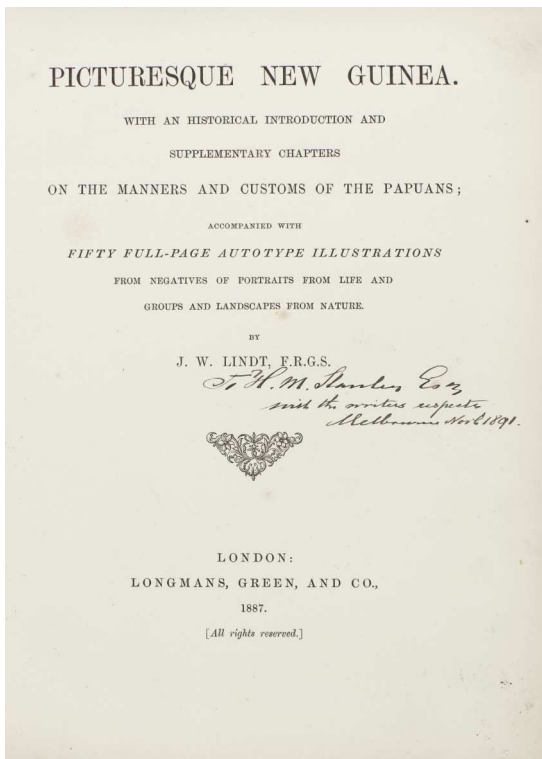 PICTURESQUE NEW GUINEA.
WITH AN HISTORICAL INTRODUCTION AND
SUPPLEMENTARY CHAPTERS
ON THE MANNERS AND CUSTOMS OF THE PAPUANS;
ACCOMPANIED WITH
FIFTY FULL-PAGE AUTOTYPE ILLUSTRATIONS
FROM NEGATIVES OF PORTRAITS FROM LIFE AND
GROUPS AND LANDSCAPES FROM NATURE.
BY
J. W. LINDT, F.R.G.S.
To H. M. Stanley Esq
with the writers respects
Melbourne Nov 1891.
LONDON:
LONGMANS, GREEN, AND CO.,
1887.
[All rights reserved.]